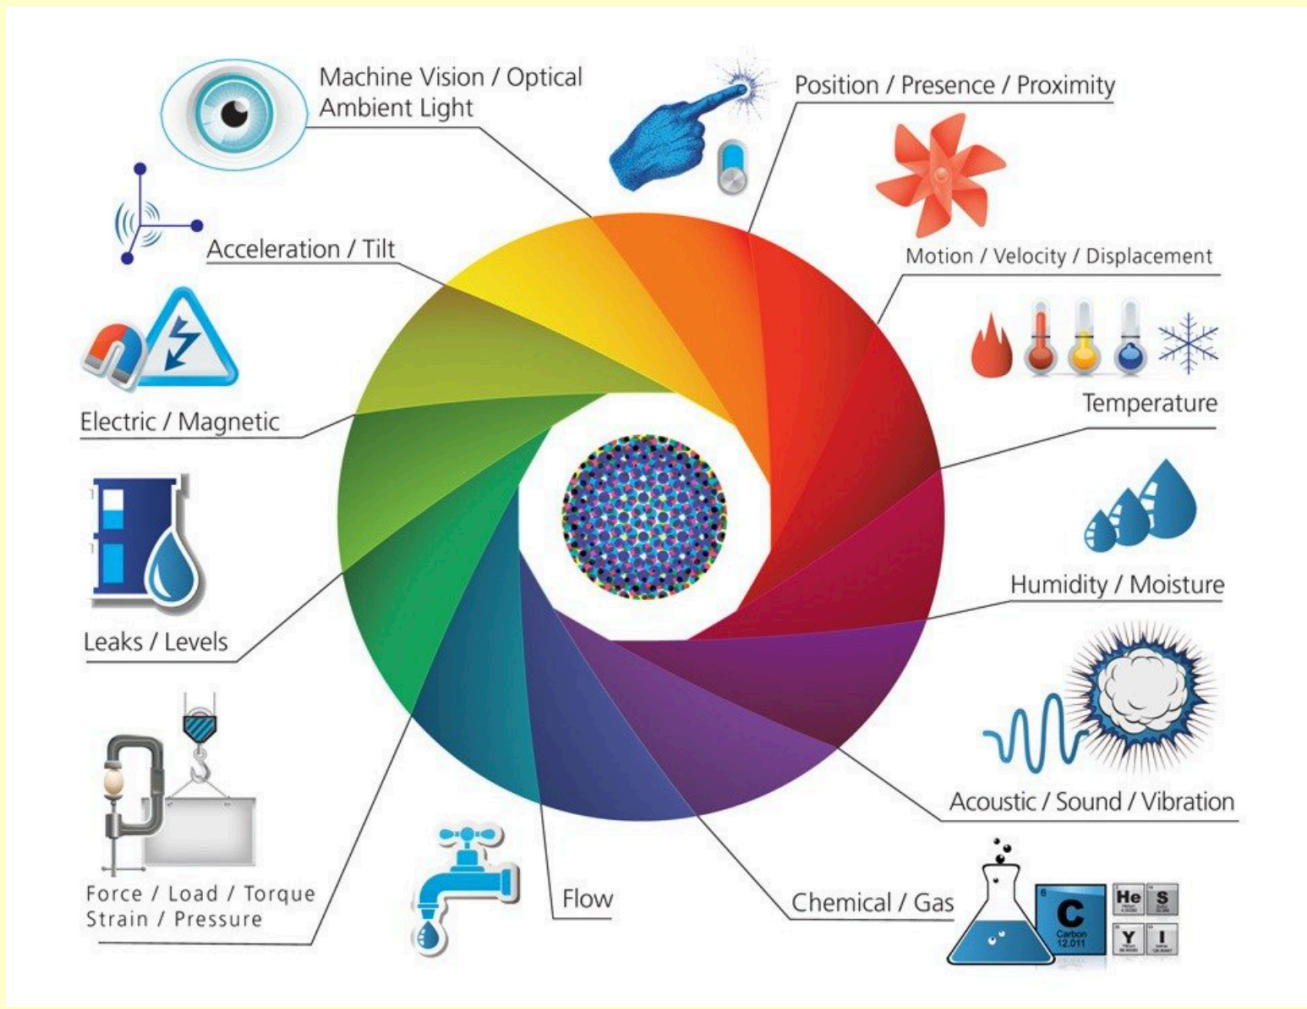 Machine Vision / Optical
Ambient Light
Position / Presence / Proximity
Acceleration / Tilt
Motion / Velocity / Displacement
Electric / Magnetic
Temperature
Leaks / Levels
Humidity / Moisture
Force / Load / Torque
Strain / Pressure
Acoustic / Sound / Vibration
Flow
Chemical / Gas
6
C
Carbon
12.011
He
S
Y
I